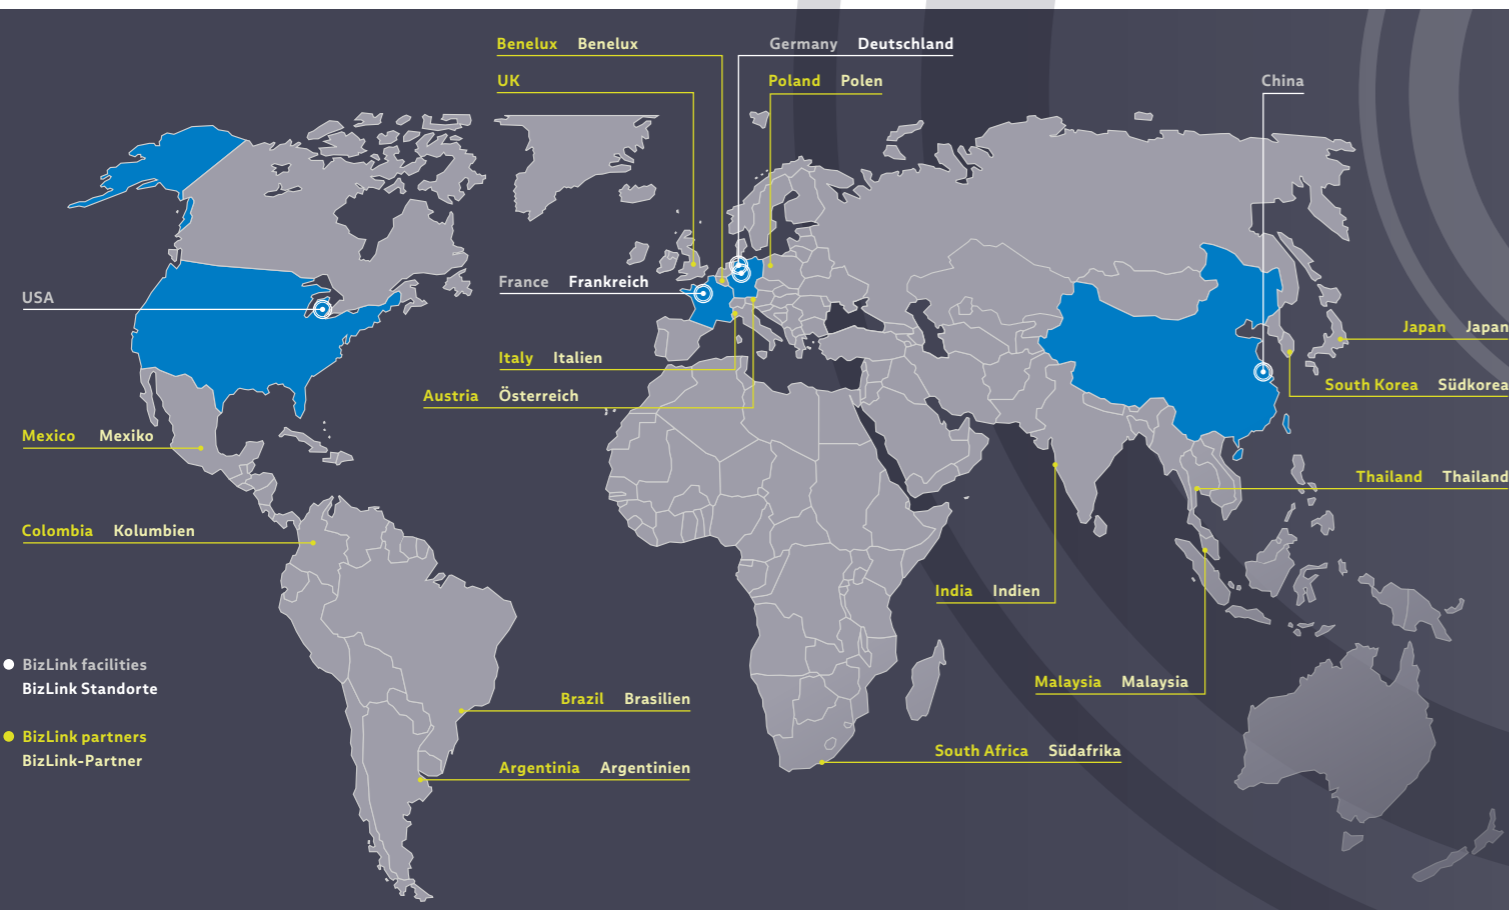 Benelux Benelux
Germany Deutschland
UK
Poland Polen
China
France Frankreich
USA
Japan Japan
Italy Italien
South Korea Südkorea
Austria Österreich
Mexico Mexiko
Thailand Thailand
Colombia Kolumbien
India Indien
BizLink facilities
BizLink Standorte
Malaysia Malaysia
Brazil Brasilien
BizLink partners
BizLink-Partner
South Africa Südafrika
Argentinia Argentinien